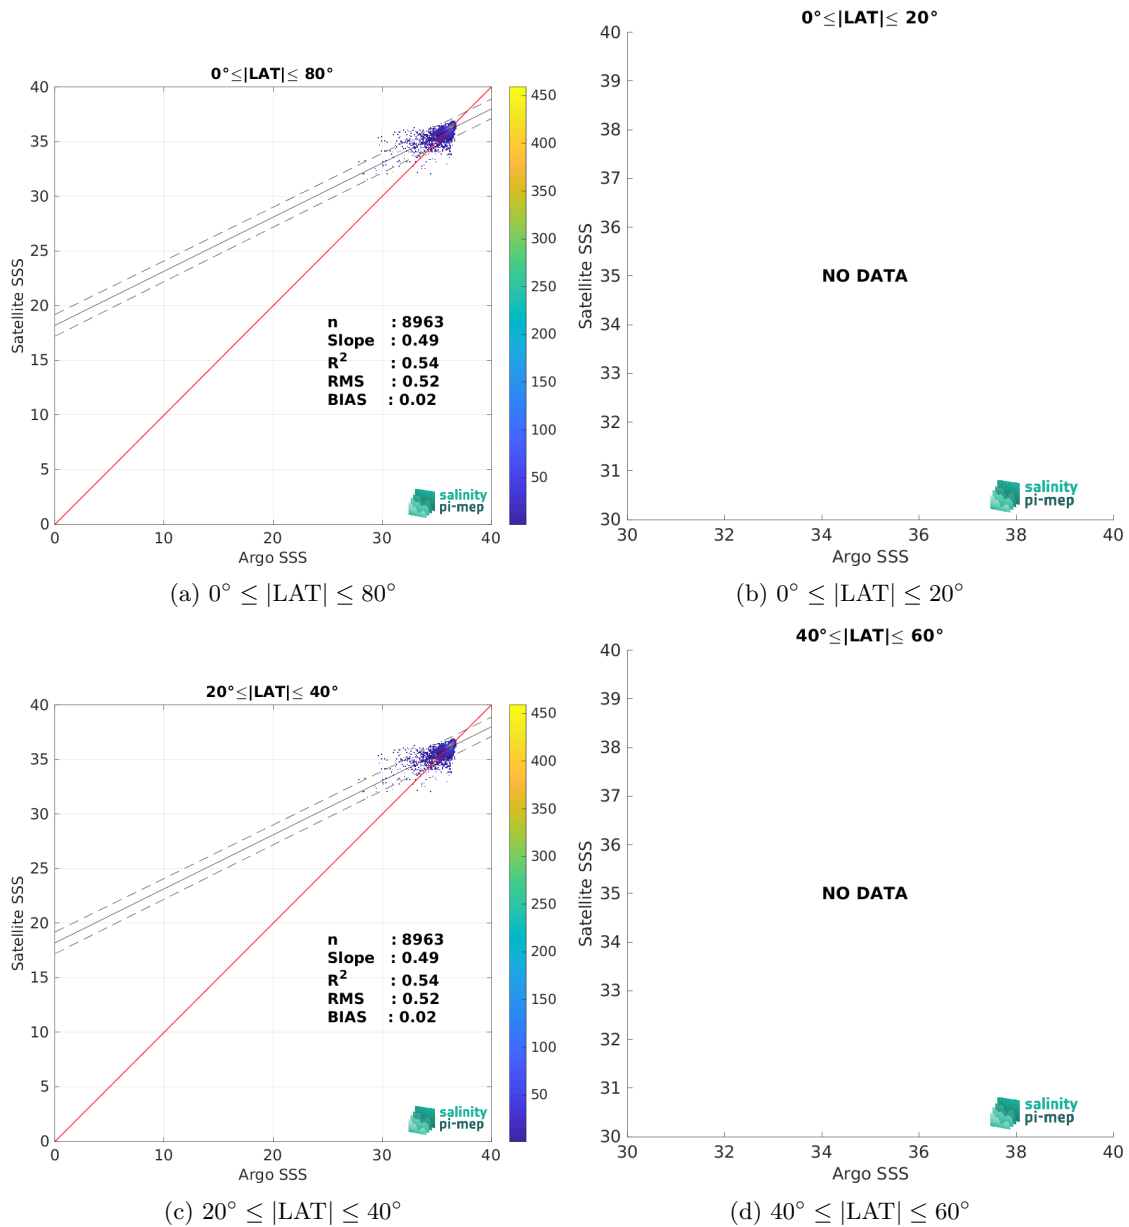 0°≤|LAT|≤ 80°
40
35
30
25
20
15
10
5
0
0
10
20
30
40
Satellite SSS
Argo SSS
n : 8963
Slope : 0.49
R² : 0.54
RMS : 0.52
BIAS : 0.02
salinity
pi-mep
450
400
350
300
250
200
150
100
50
(a) 0° ≤ |LAT| ≤ 80°
0°≤|LAT|≤ 20°
40
39
38
37
36
35
34
33
32
31
30
30
32
34
36
38
40
Satellite SSS
Argo SSS
NO DATA
salinity
pi-mep
(b) 0° ≤ |LAT| ≤ 20°
20°≤|LAT|≤ 40°
40
35
30
25
20
15
10
5
0
0
10
20
30
40
Satellite SSS
Argo SSS
n : 8963
Slope : 0.49
R² : 0.54
RMS : 0.52
BIAS : 0.02
salinity
pi-mep
450
400
350
300
250
200
150
100
50
(c) 20° ≤ |LAT| ≤ 40°
40°≤|LAT|≤ 60°
40
39
38
37
36
35
34
33
32
31
30
30
32
34
36
38
40
Satellite SSS
Argo SSS
NO DATA
salinity
pi-mep
(d) 40° ≤ |LAT| ≤ 60°